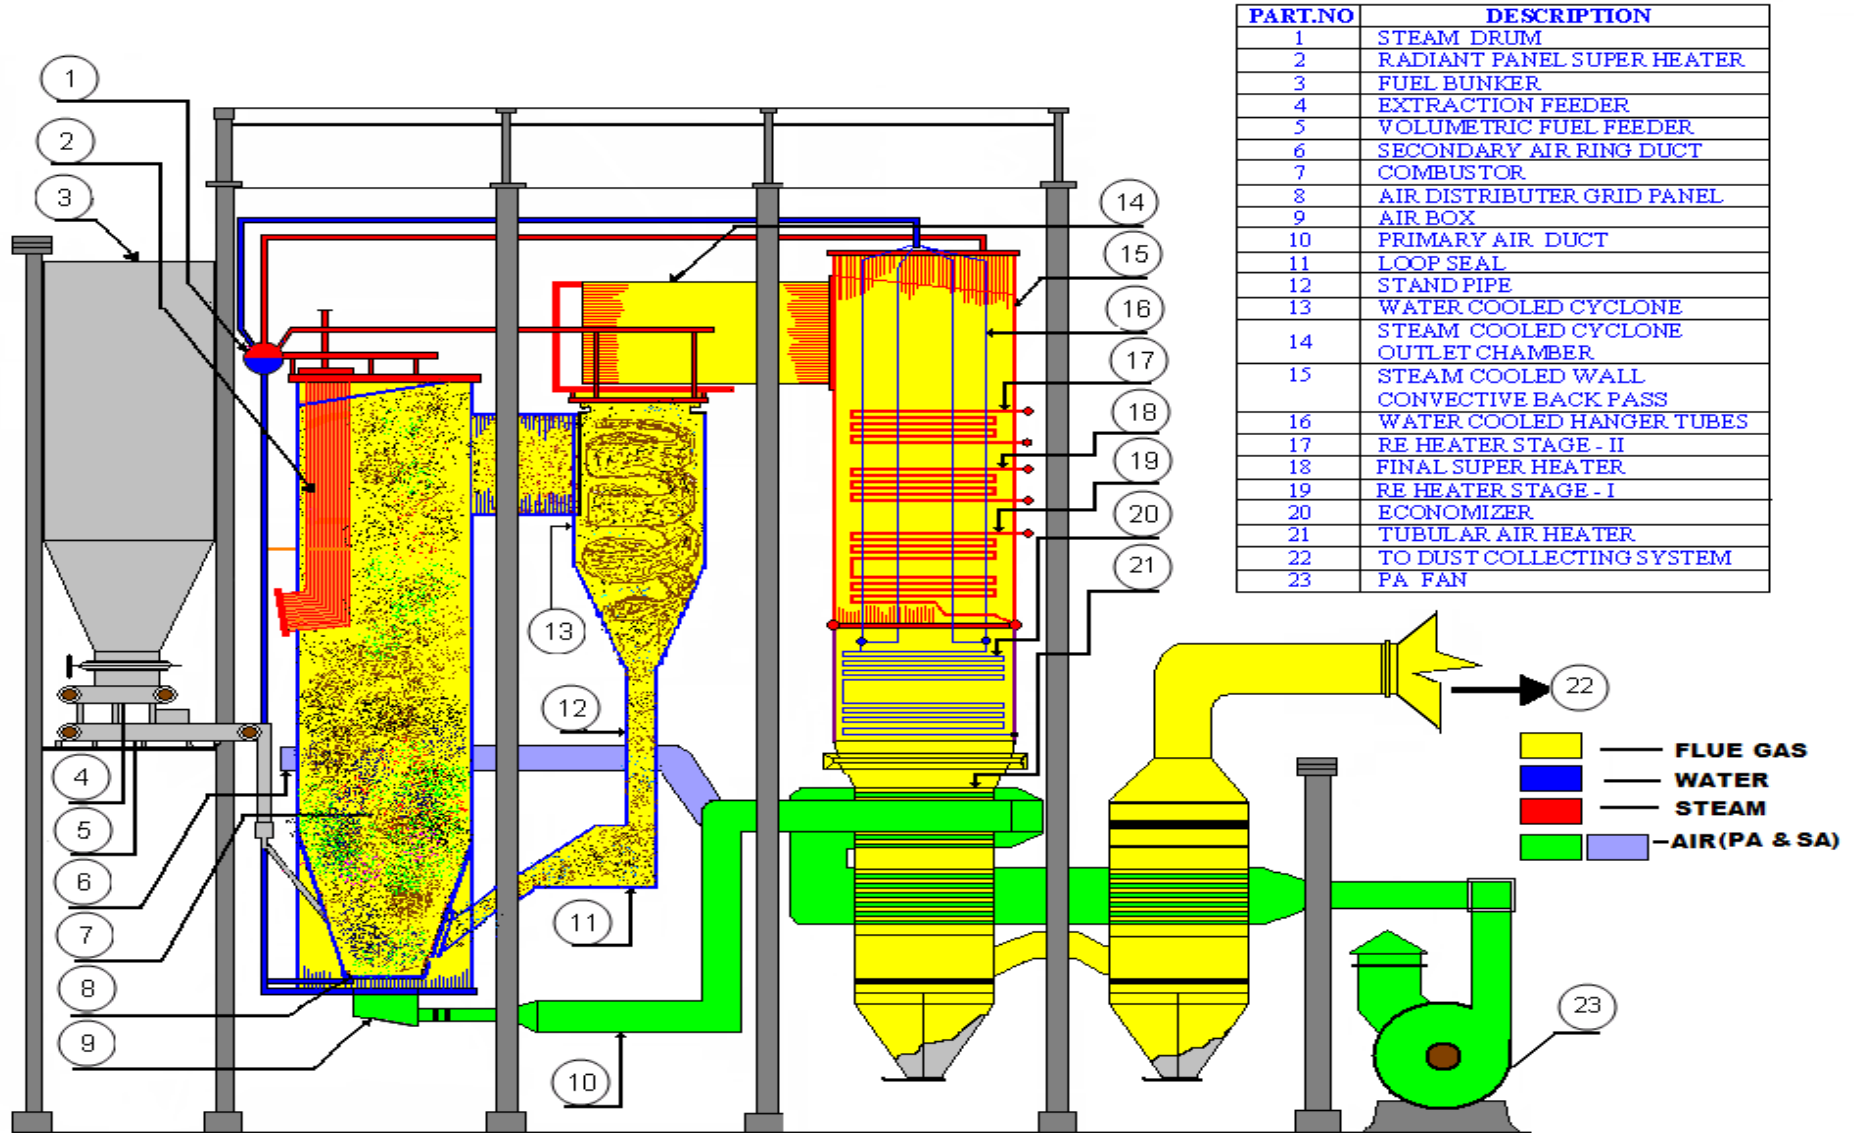 PART.NO DESCRIPTION
1 STEAM DRUM
2 RADIANT PANEL SUPER HEATER
3 FUEL BUNKER
4 EXTRACTION FEEDER
5 VOLUMETRIC FUEL FEEDER
6 SECONDARY AIR RING DUCT
7 COMBUSTOR
8 AIR DISTRIBUTER GRID PANEL
9 AIR BOX
10 PRIMARY AIR DUCT
11 LOOP SEAL
12 STAND PIPE
13 WATER COOLED CYCLONE
14 STEAM COOLED CYCLONE
OUTLET CHAMBER
15 STEAM COOLED WALL
CONVECTIVE BACK PASS
16 WATER COOLED HANGER TUBES
17 RE HEATER STAGE - II
18 FINAL SUPER HEATER
19 RE HEATER STAGE - I
20 ECONOMIZER
21 TUBULAR AIR HEATER
22 TO DUST COLLECTING SYSTEM
23 PA FAN
1
2
3
14
15
16
17
18
19
20
21
13
12
22
4
5
6
7
8
9
11
10
23
FLUE GAS
WATER
STEAM
AIR(PA & SA)